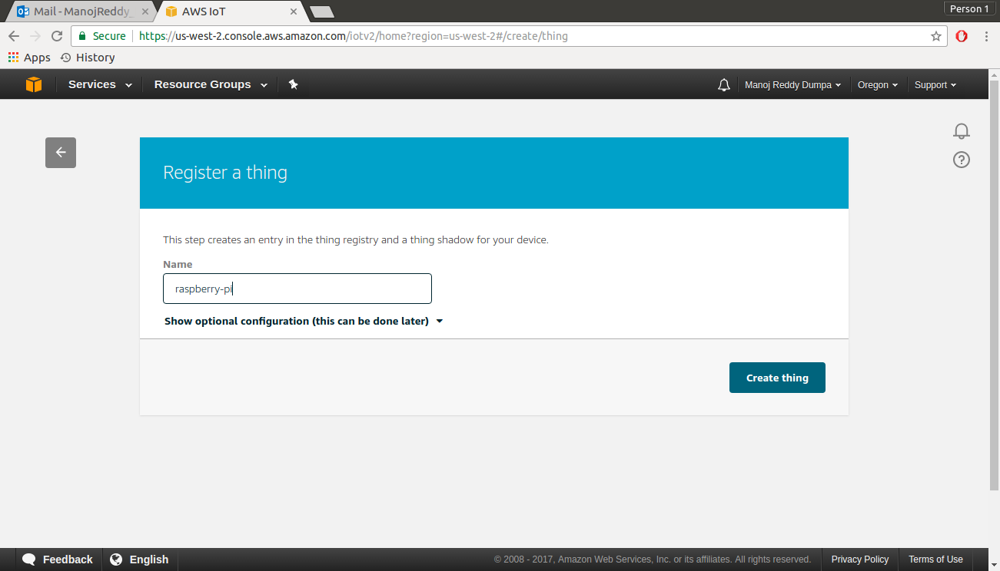 Mail - ManojReddy_
AWS IoT
Person 1
Secure
https://us-west-2.console.aws.amazon.com/iotv2/home?region=us-west-2#/create/thing
Apps
History
Services
Resource Groups
Manoj Reddy Dumpa
Oregon
Support
Register a thing
This step creates an entry in the thing registry and a thing shadow for your device.
Name
raspberry-pi
Show optional configuration (this can be done later)
Create thing
Feedback
English
© 2008 - 2017, Amazon Web Services, Inc. or its affiliates. All rights reserved.
Privacy Policy
Terms of Use